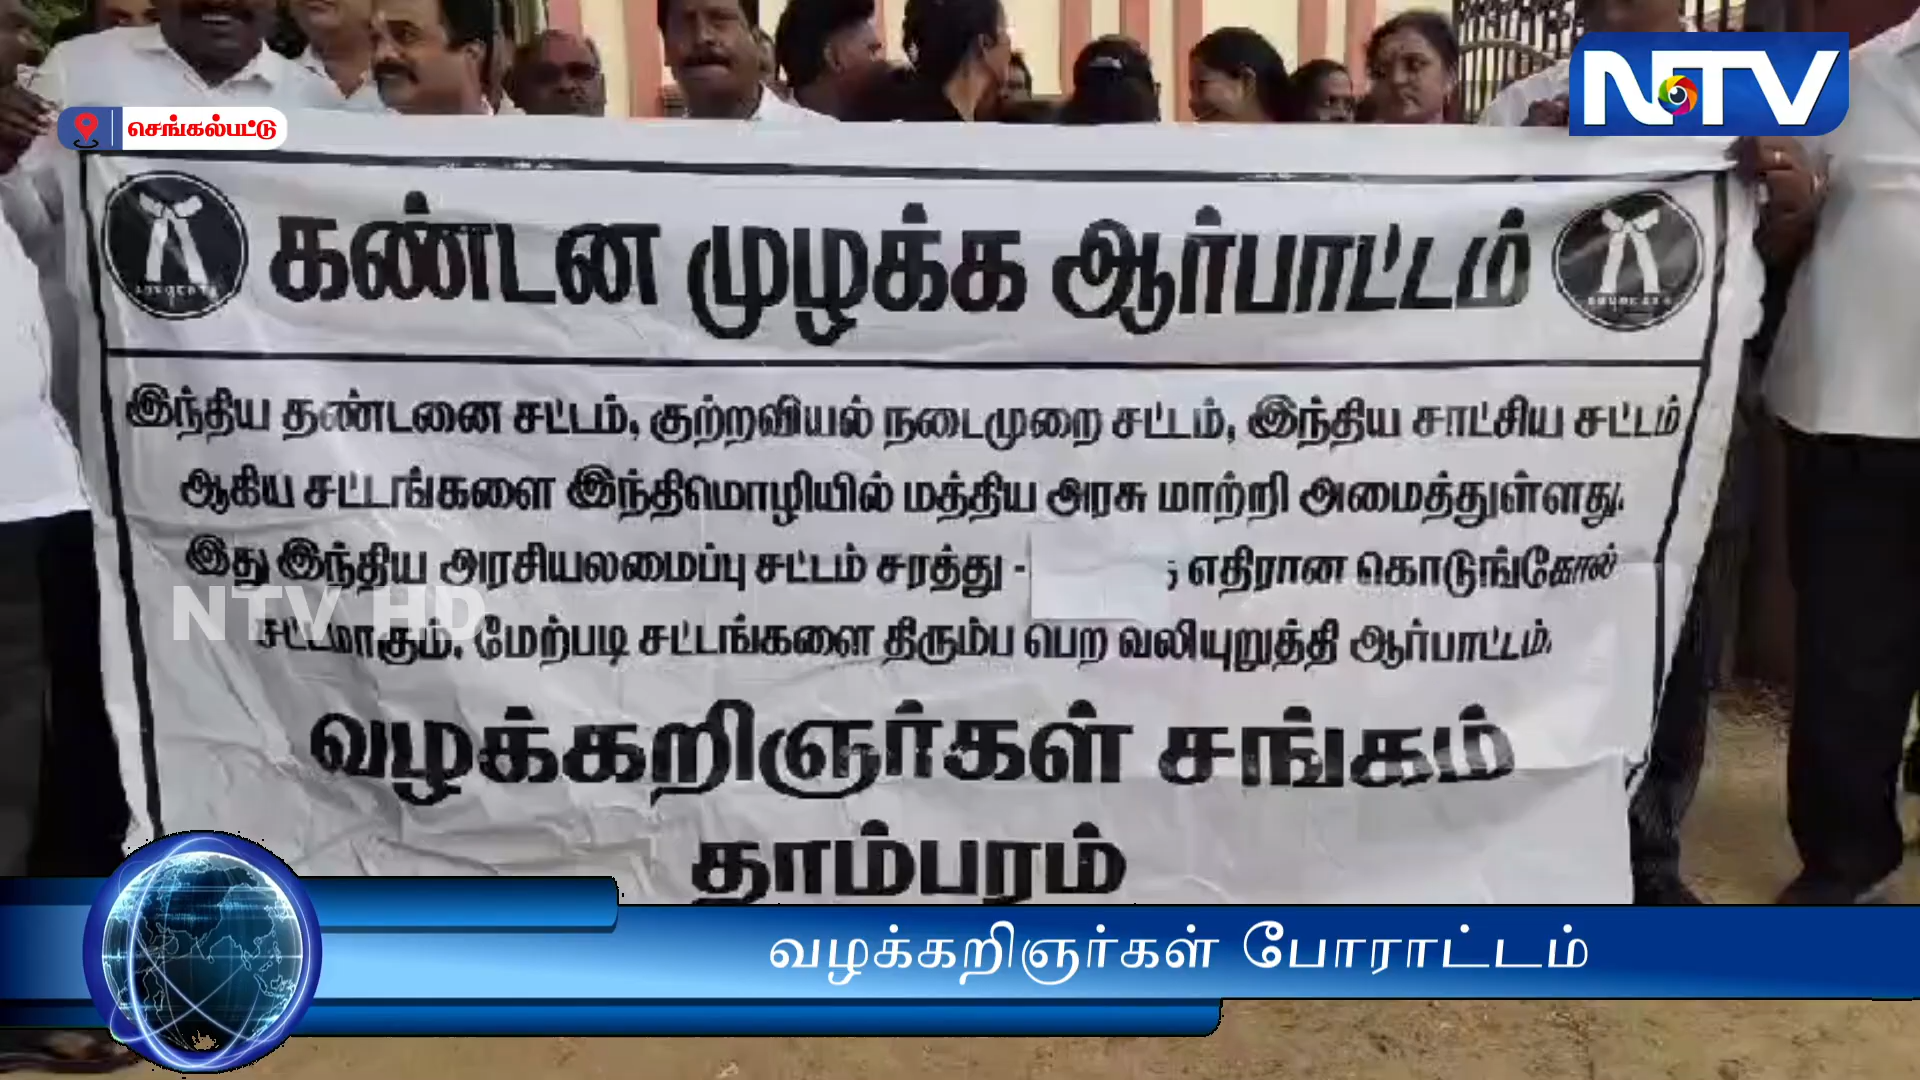 NTV
செங்கல்பட்டு
கண்டன முழக்க ஆர்பாட்டம்
இந்திய தண்டனை சட்டம், குற்றவியல் நடைமுறை சட்டம், இந்திய சாட்சிய சட்டம்
ஆகிய சட்டங்களை இந்திமொழியில் மத்திய அரசு மாற்றி அமைத்துள்ளது.
இது இந்திய அரசியலமைப்பு சட்டம் சரத்து - எதிரான கொடுங்கோல்
சட்டமாகும், மேற்படி சட்டங்களை திரும்ப பெற வலியுறுத்தி ஆர்பாட்டம்.
NTV HD
வழக்கறிஞர்கள் சங்கம்
தாம்பரம்
வழக்கறிஞர்கள் போராட்டம்